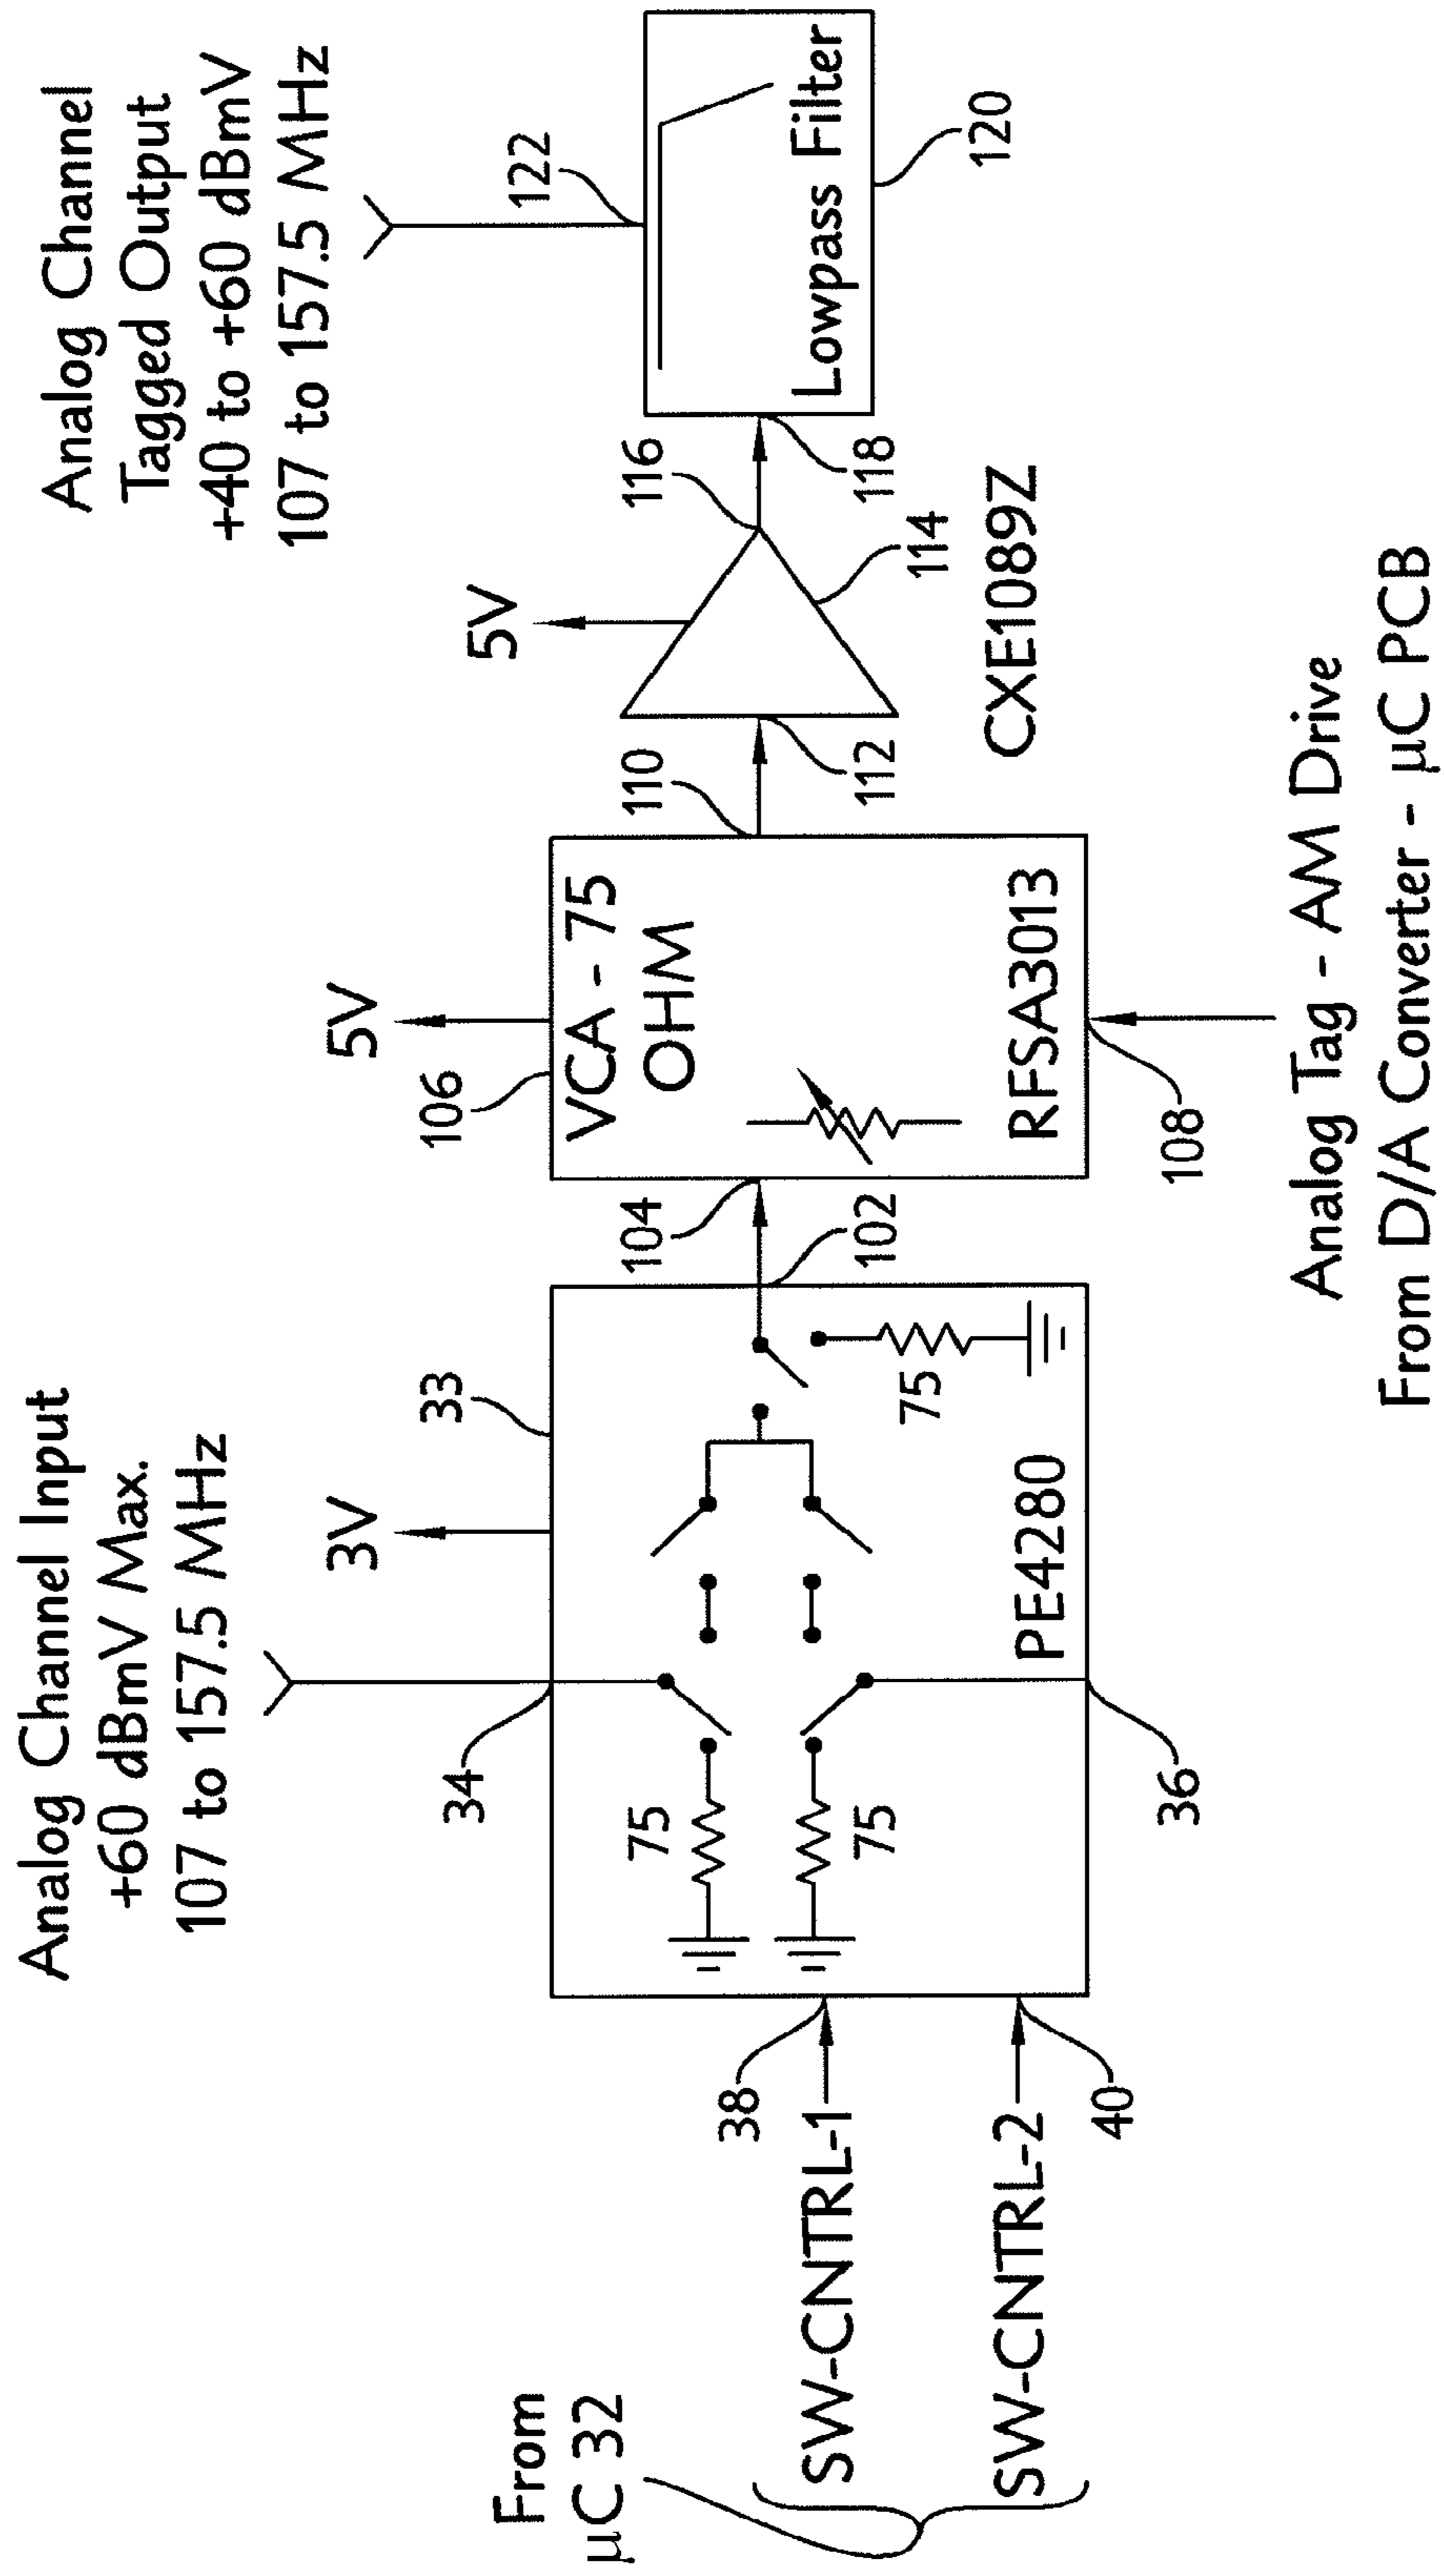 Analog Channel Input
+60 dBmV Max.
107 to 157.5 MHz
Analog Channel
Tagged Output
+40 to +60 dBmV
107 to 157.5 MHz
From
µC 32
SW-CNTRL-1
SW-CNTRL-2
38
40
34
3V
33
75
75
75
PE4280
36
102
104
106
5V
VCA - 75
OHM
RFSA3013
108
110
112
5V
114
CXE1089Z
116
118
122
Lowpass Filter
120
Analog Tag - AM Drive
From D/A Converter - µC PCB